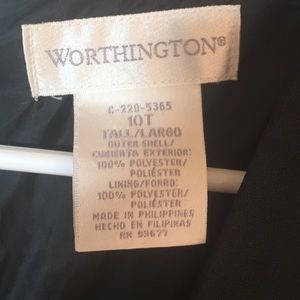 WORTHINGTON®
C-220-5365
10T
TALL/LARGO
OUTER SHELL/
CUBIERTA EXTERIOR:
100% POLYESTER/
POLIÉSTER
LINING/FORRO:
100% POLYESTER/
POLIÉSTER
MADE IN PHILIPPINES
HECHO EN FILIPINAS
RN 93677